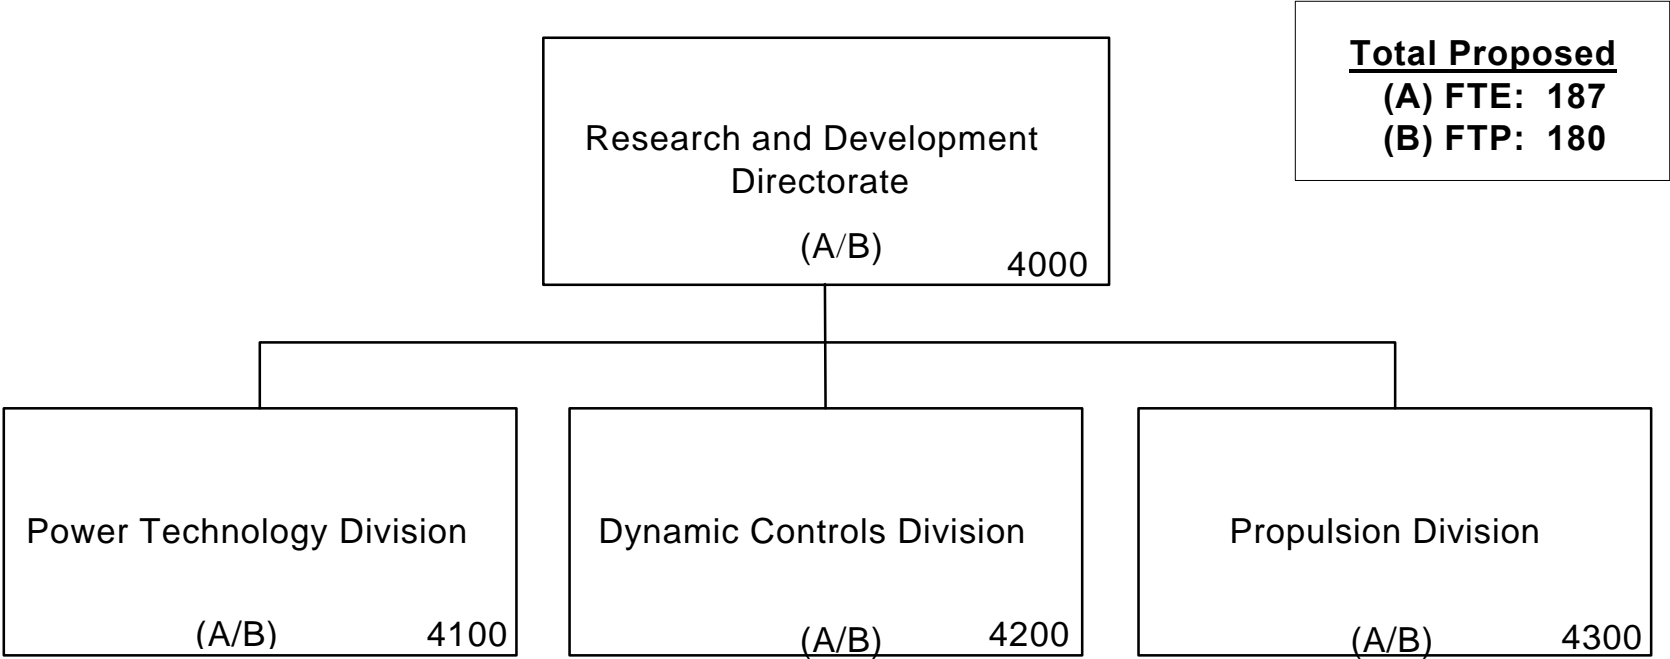 Total Proposed
(A) FTE: 187
(B) FTP: 180
Research and Development
Directorate
(A/B)
4000
Power Technology Division
(A/B)
4100
Dynamic Controls Division
(A/B)
4200
Propulsion Division
(A/B)
4300